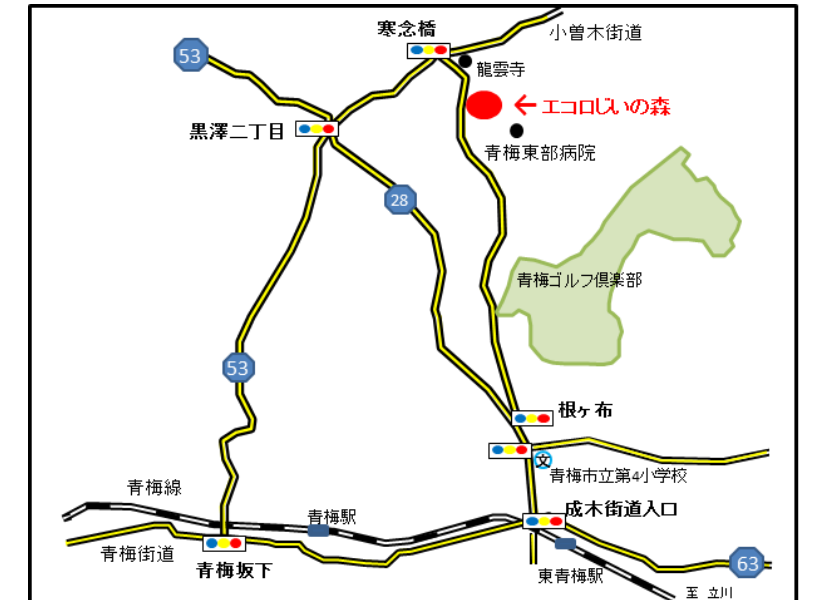 寒念橋
小曽木街道
53
龍雲寺
←エコロじいの森
黒澤二丁目
青梅東部病院
28
青梅ゴルフ倶楽部
53
根ヶ布
文
青梅市立第4小学校
青梅線
青梅駅
成木街道入口
青梅街道
青梅坂下
63
東青梅駅
至 立川